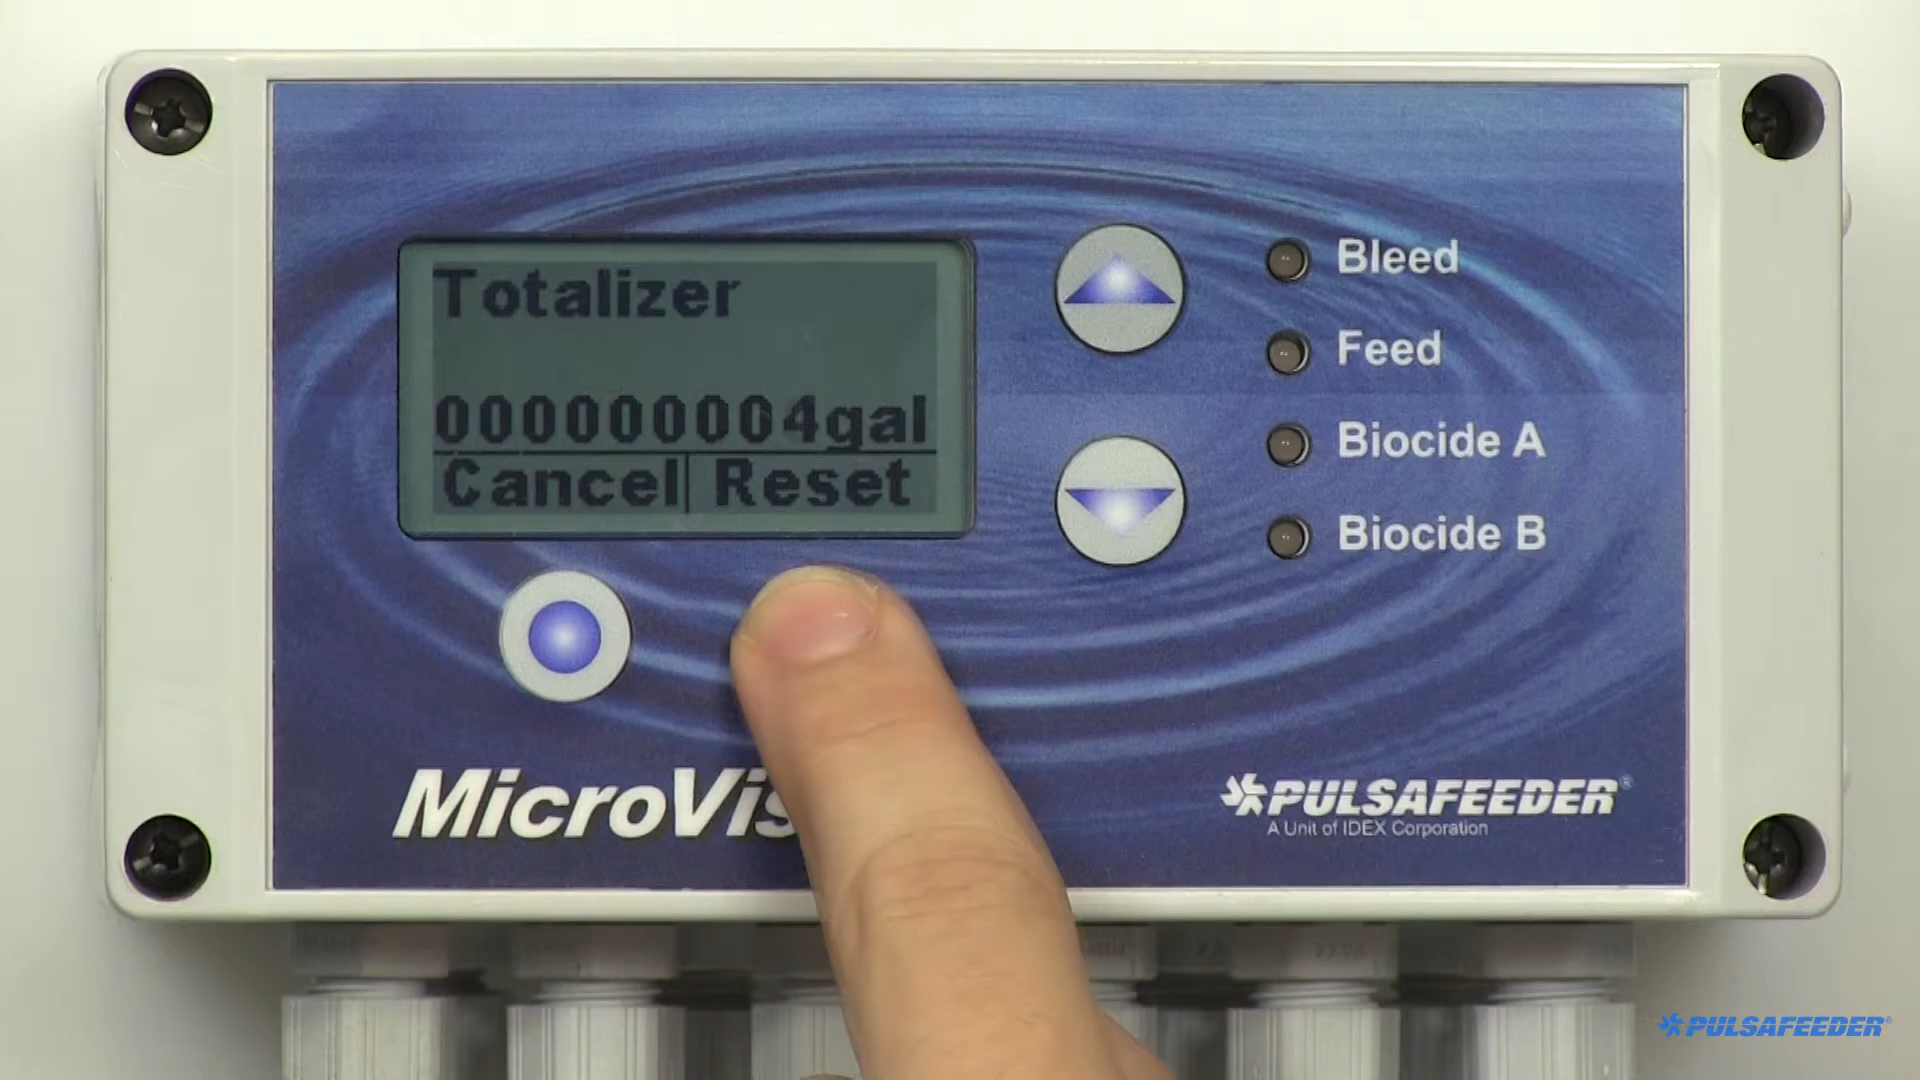 Totalizer
000000004gal
Cancel Reset
Bleed
Feed
Biocide A
Biocide B
PULSAFEEDER®
A Unit of IDEX Corporation
PULSAFEEDER®